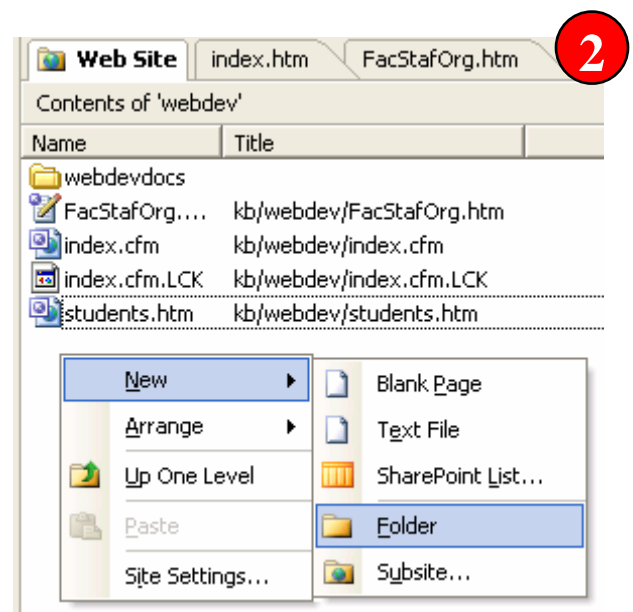 2
Web Site index.htm FacStafOrg.htm
Contents of 'webdev'
Name Title
webdevdocs
FacStafOrg.... kb/webdev/FacStafOrg.htm
index.cfm kb/webdev/index.cfm
index.cfm.LCK kb/webdev/index.cfm.LCK
students.htm kb/webdev/students.htm
New Blank Page
Arrange Text File
Up One Level SharePoint List...
Paste Folder
Site Settings... Subsite...